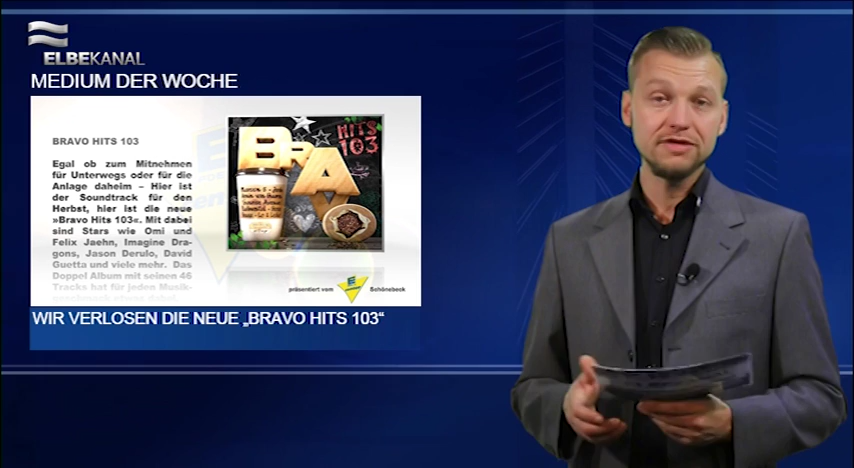 ELBEKANAL
MEDIUM DER WOCHE
BRAVO HITS 103
Egal ob zum Mitnehmen
für Unterwegs oder für die
Anlage daheim – Hier ist
der Soundtrack für den
Herbst, hier ist die neue
»Bravo Hits 103«. Mit dabei
sind Stars wie Omi und
Felix Jaehn, Imagine Dra-
gons, Jason Derulo, David
Guetta und viele mehr. Das
Doppel Album mit seinen 46
Tracks hat für jeden Musik-
HITS
103
BRAVO
präsentiert vom
E
Schönebeck
WIR VERLOSEN DIE NEUE „BRAVO HITS 103“